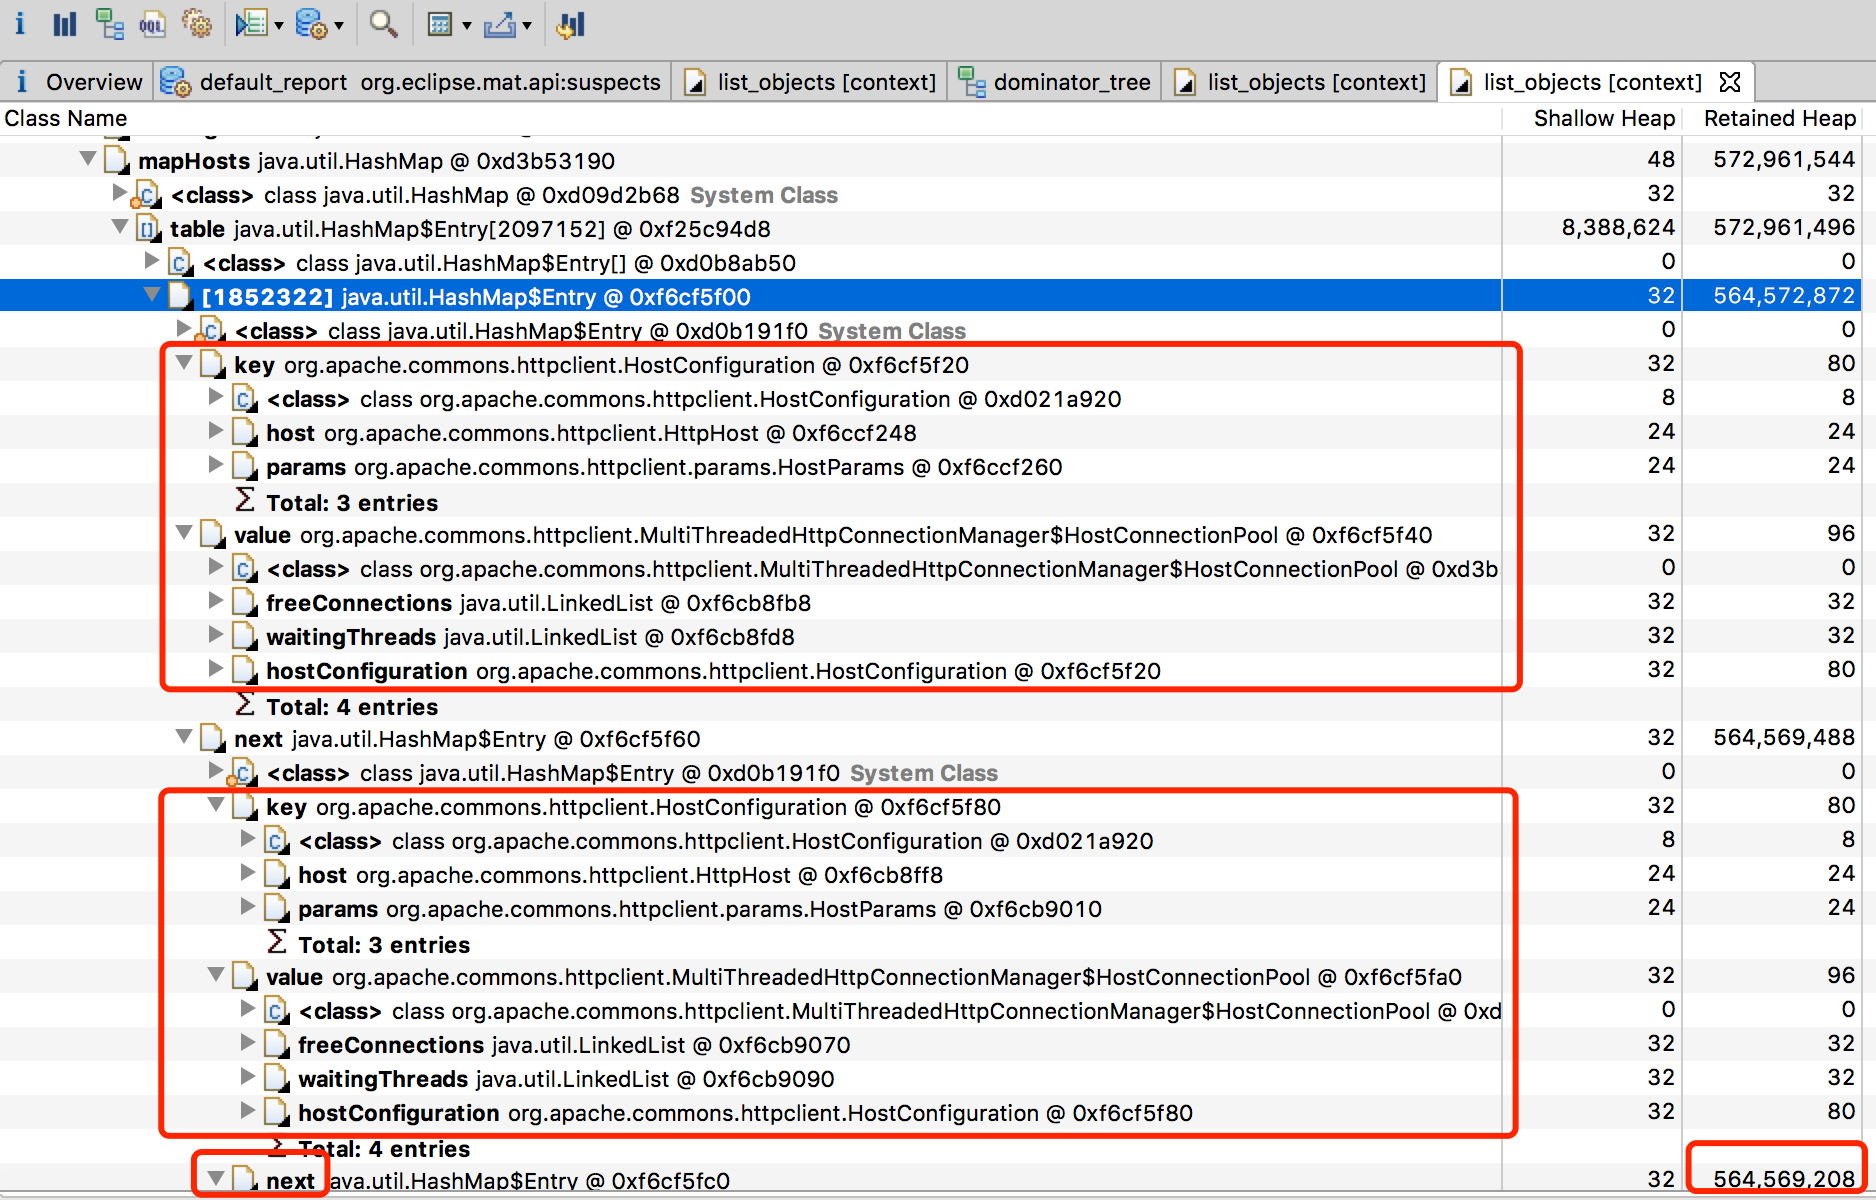 i OQL
i Overview default_report org.eclipse.mat.api:suspects list_objects [context] dominator_tree list_objects [context] list_objects [context]
Class Name Shallow Heap Retained Heap
mapHosts java.util.HashMap @ 0xd3b53190 48 572,961,544
<class> class java.util.HashMap @ 0xd09d2b68 System Class 32 32
table java.util.HashMap$Entry[2097152] @ 0xf25c94d8 8,388,624 572,961,496
<class> class java.util.HashMap$Entry[] @ 0xd0b8ab50 0 0
[1852322] java.util.HashMap$Entry @ 0xf6cf5f00 32 564,572,872
<class> class java.util.HashMap$Entry @ 0xd0b191f0 System Class 0 0
key org.apache.commons.httpclient.HostConfiguration @ 0xf6cf5f20 32 80
<class> class org.apache.commons.httpclient.HostConfiguration @ 0xd021a920 8 8
host org.apache.commons.httpclient.HttpHost @ 0xf6ccf248 24 24
params org.apache.commons.httpclient.params.HostParams @ 0xf6ccf260 24 24
Σ Total: 3 entries
value org.apache.commons.httpclient.MultiThreadedHttpConnectionManager$HostConnectionPool @ 0xf6cf5f40 32 96
<class> class org.apache.commons.httpclient.MultiThreadedHttpConnectionManager$HostConnectionPool @ 0xd3b 0 0
freeConnections java.util.LinkedList @ 0xf6cb8fb8 32 32
waitingThreads java.util.LinkedList @ 0xf6cb8fd8 32 32
hostConfiguration org.apache.commons.httpclient.HostConfiguration @ 0xf6cf5f20 32 80
Σ Total: 4 entries
next java.util.HashMap$Entry @ 0xf6cf5f60 32 564,569,488
<class> class java.util.HashMap$Entry @ 0xd0b191f0 System Class 0 0
key org.apache.commons.httpclient.HostConfiguration @ 0xf6cf5f80 32 80
<class> class org.apache.commons.httpclient.HostConfiguration @ 0xd021a920 8 8
host org.apache.commons.httpclient.HttpHost @ 0xf6cb8ff8 24 24
params org.apache.commons.httpclient.params.HostParams @ 0xf6cb9010 24 24
Σ Total: 3 entries
value org.apache.commons.httpclient.MultiThreadedHttpConnectionManager$HostConnectionPool @ 0xf6cf5fa0 32 96
<class> class org.apache.commons.httpclient.MultiThreadedHttpConnectionManager$HostConnectionPool @ 0xd 0 0
freeConnections java.util.LinkedList @ 0xf6cb9070 32 32
waitingThreads java.util.LinkedList @ 0xf6cb9090 32 32
hostConfiguration org.apache.commons.httpclient.HostConfiguration @ 0xf6cf5f80 32 80
Σ Total: 4 entries
next java.util.HashMap$Entry @ 0xf6cf5fc0 32 564,569,208